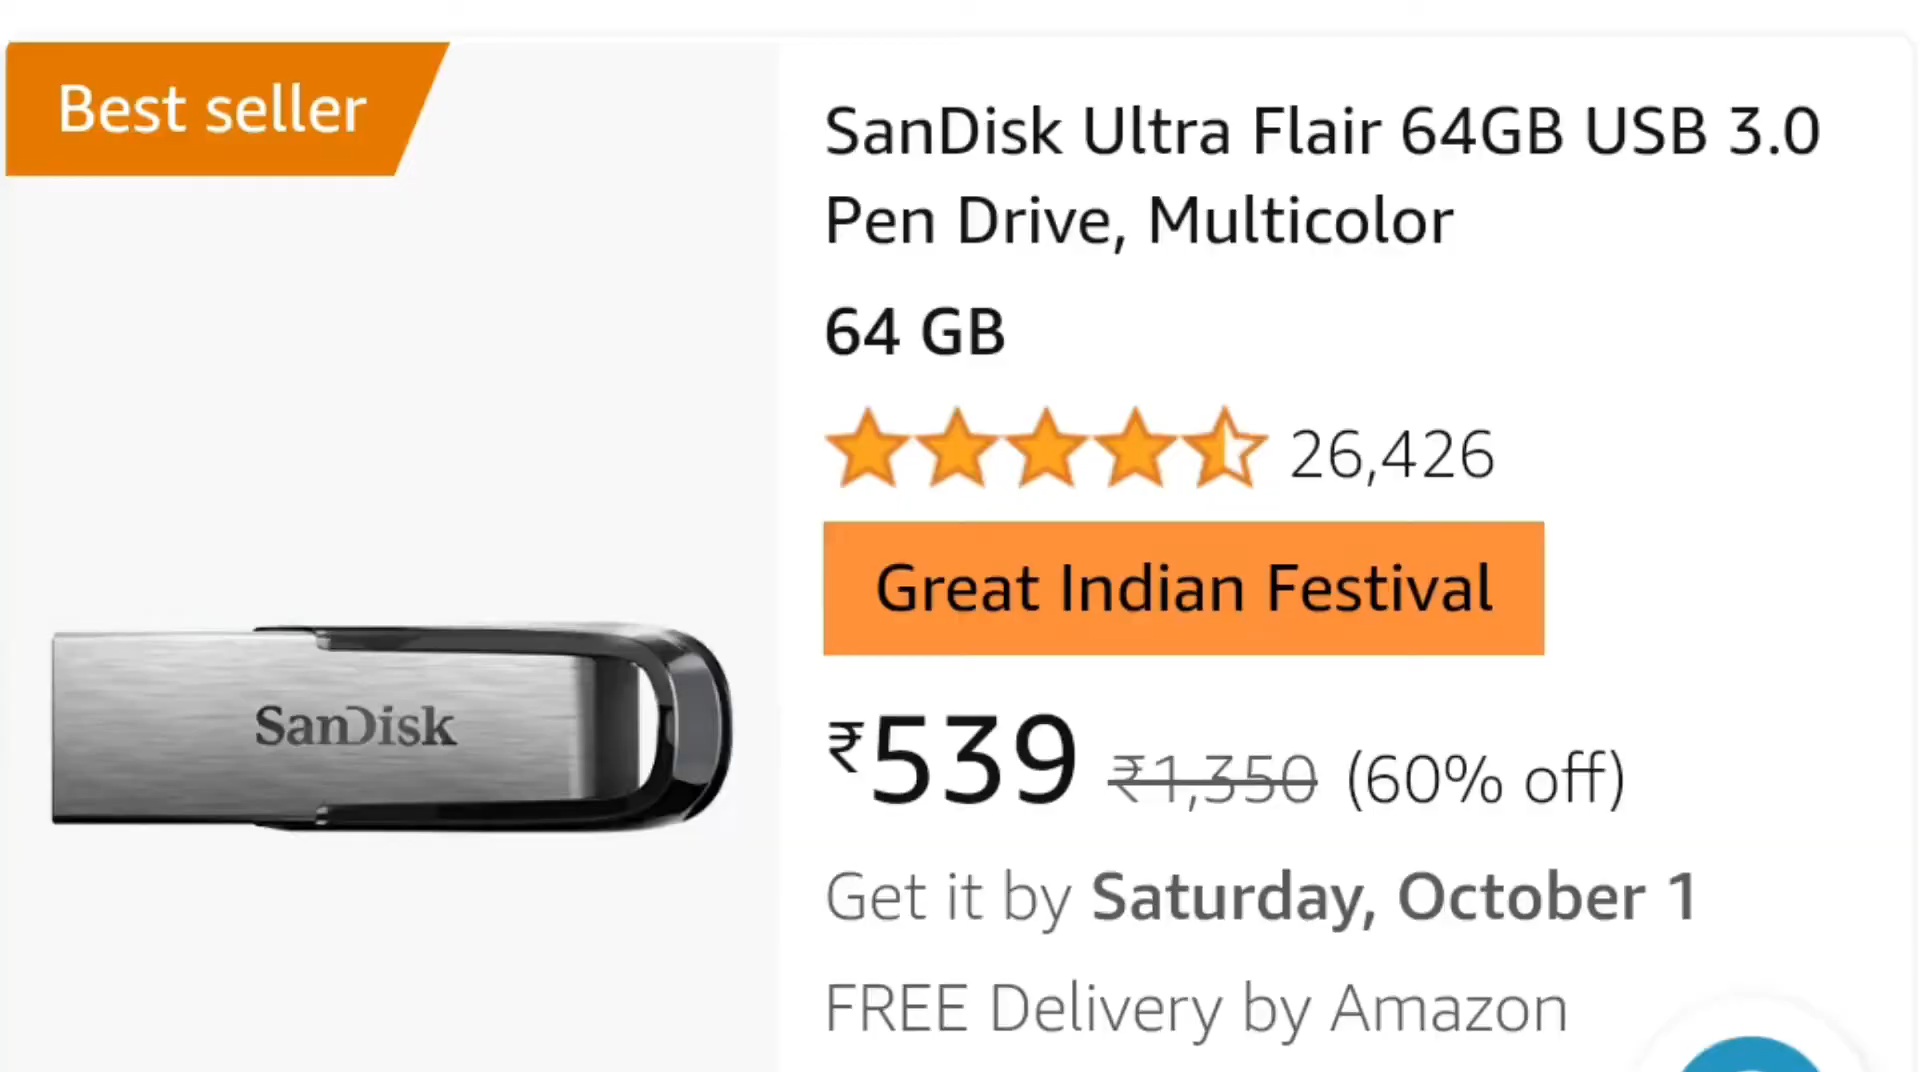 Best seller
SanDisk Ultra Flair 64GB USB 3.0
Pen Drive, Multicolor
64 GB
26,426
Great Indian Festival
₹539 ₹1,350 (60% off)
Get it by Saturday, October 1
FREE Delivery by Amazon
SanDisk